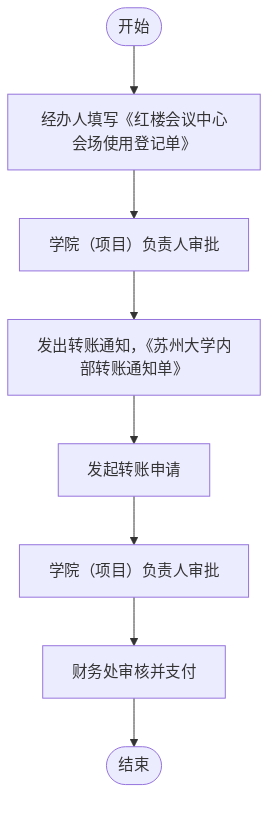 开始
经办人填写《红楼会议中心
会场使用登记单》
学院（项目）负责人审批
发出转账通知，《苏州大学内
部转账通知单》
发起转账申请
学院（项目）负责人审批
财务处审核并支付
结束